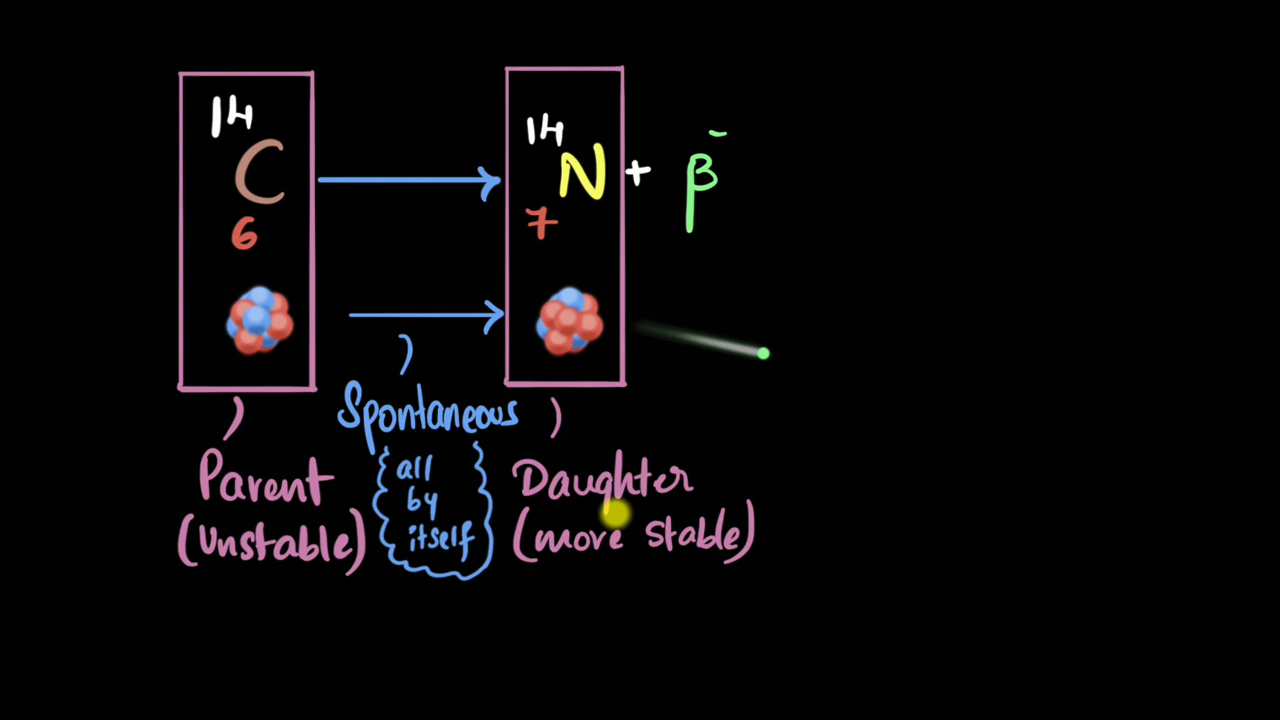 14 14
C N + β⁻
6 7
Spontaneous
all
by
itself
Parent
(Unstable)
Daughter
(more stable)